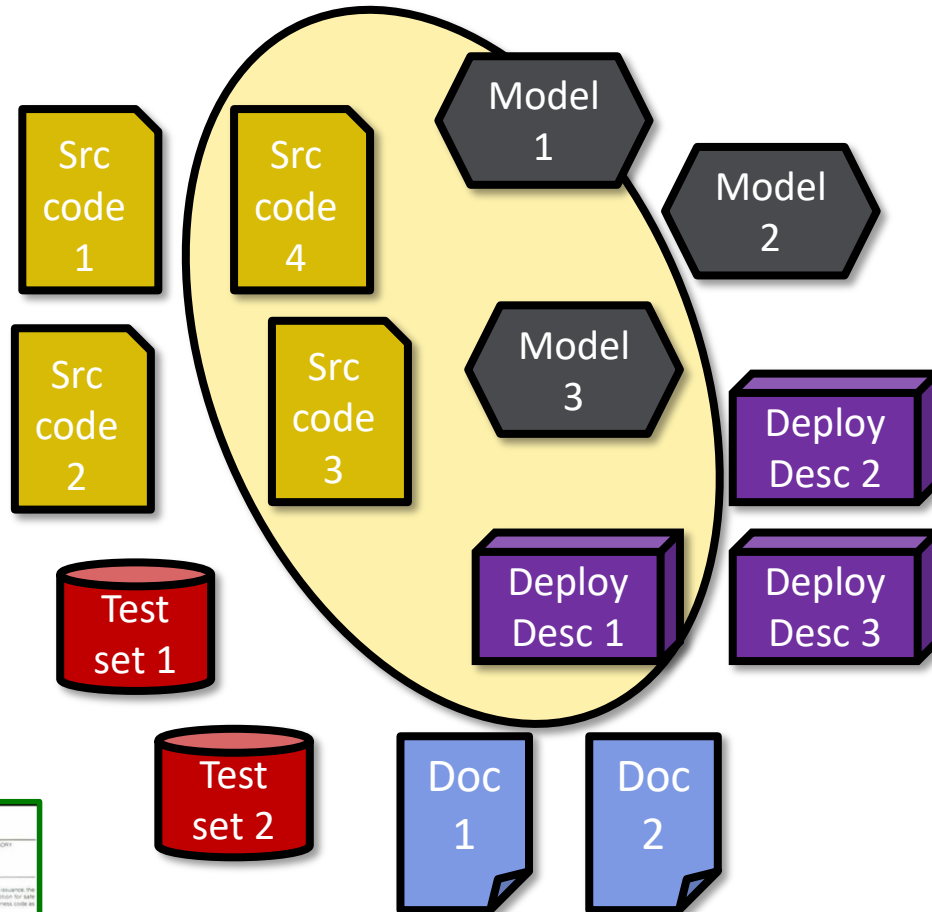 Model
1
Src
code
1
Src
code
4
Model
2
Src
code
2
Src
code
3
Model
3
Deploy
Desc 2
Test
set 1
Deploy
Desc 1
Deploy
Desc 3
Test
set 2
Doc
1
Doc
2